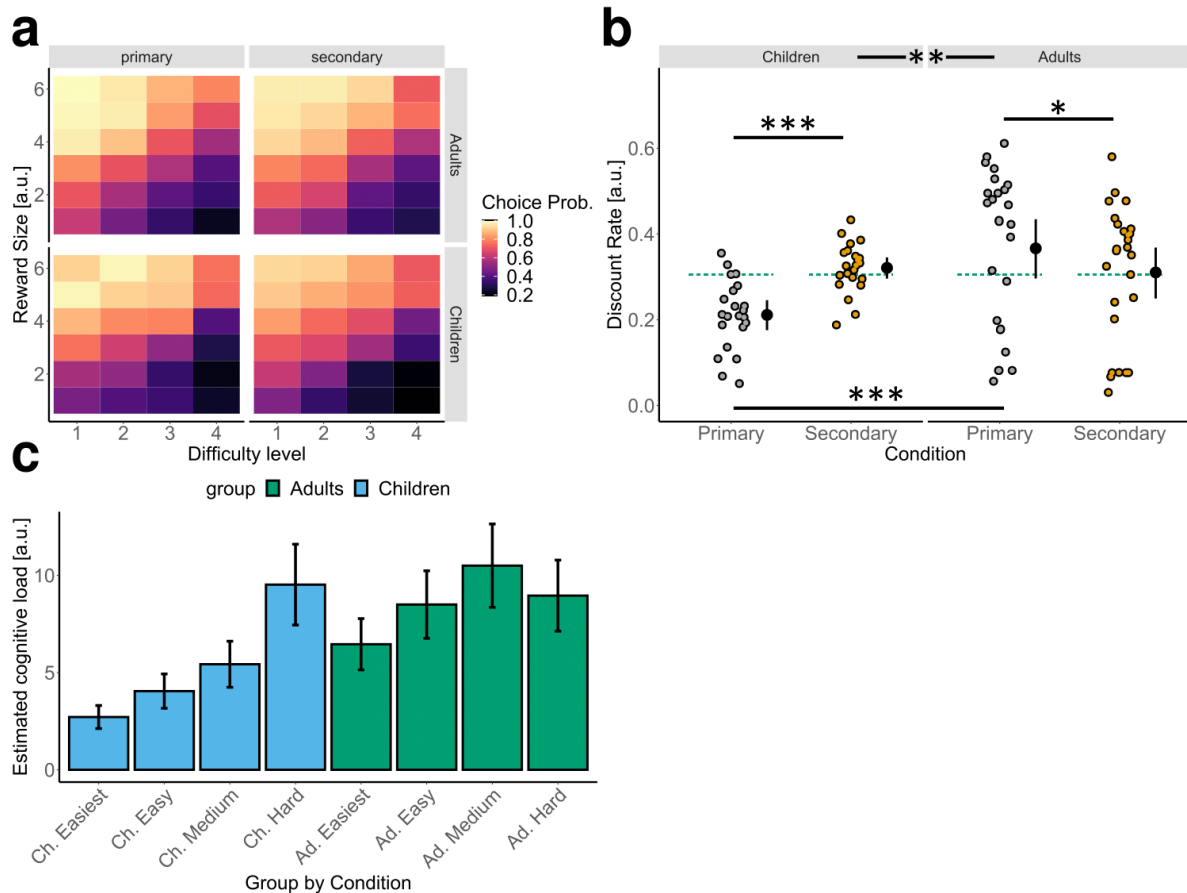 a
primary
secondary
Reward Size [a.u.]
6
4
2
Adults
6
4
2
Children
1 2 3 4 1 2 3 4
Difficulty level
Choice Prob.
1.0
0.8
0.6
0.4
0.2
b
Children
**
Adults
***
*
Discount Rate [a.u.]
0.6
0.4
0.2
0.0
***
Primary Secondary Primary Secondary
Condition
c
group Adults Children
Estimated cognitive load [a.u.]
10
5
0
Ch. Easiest
Ch. Easy
Ch. Medium
Ch. Hard
Ad. Easiest
Ad. Easy
Ad. Medium
Ad. Hard
Group by Condition